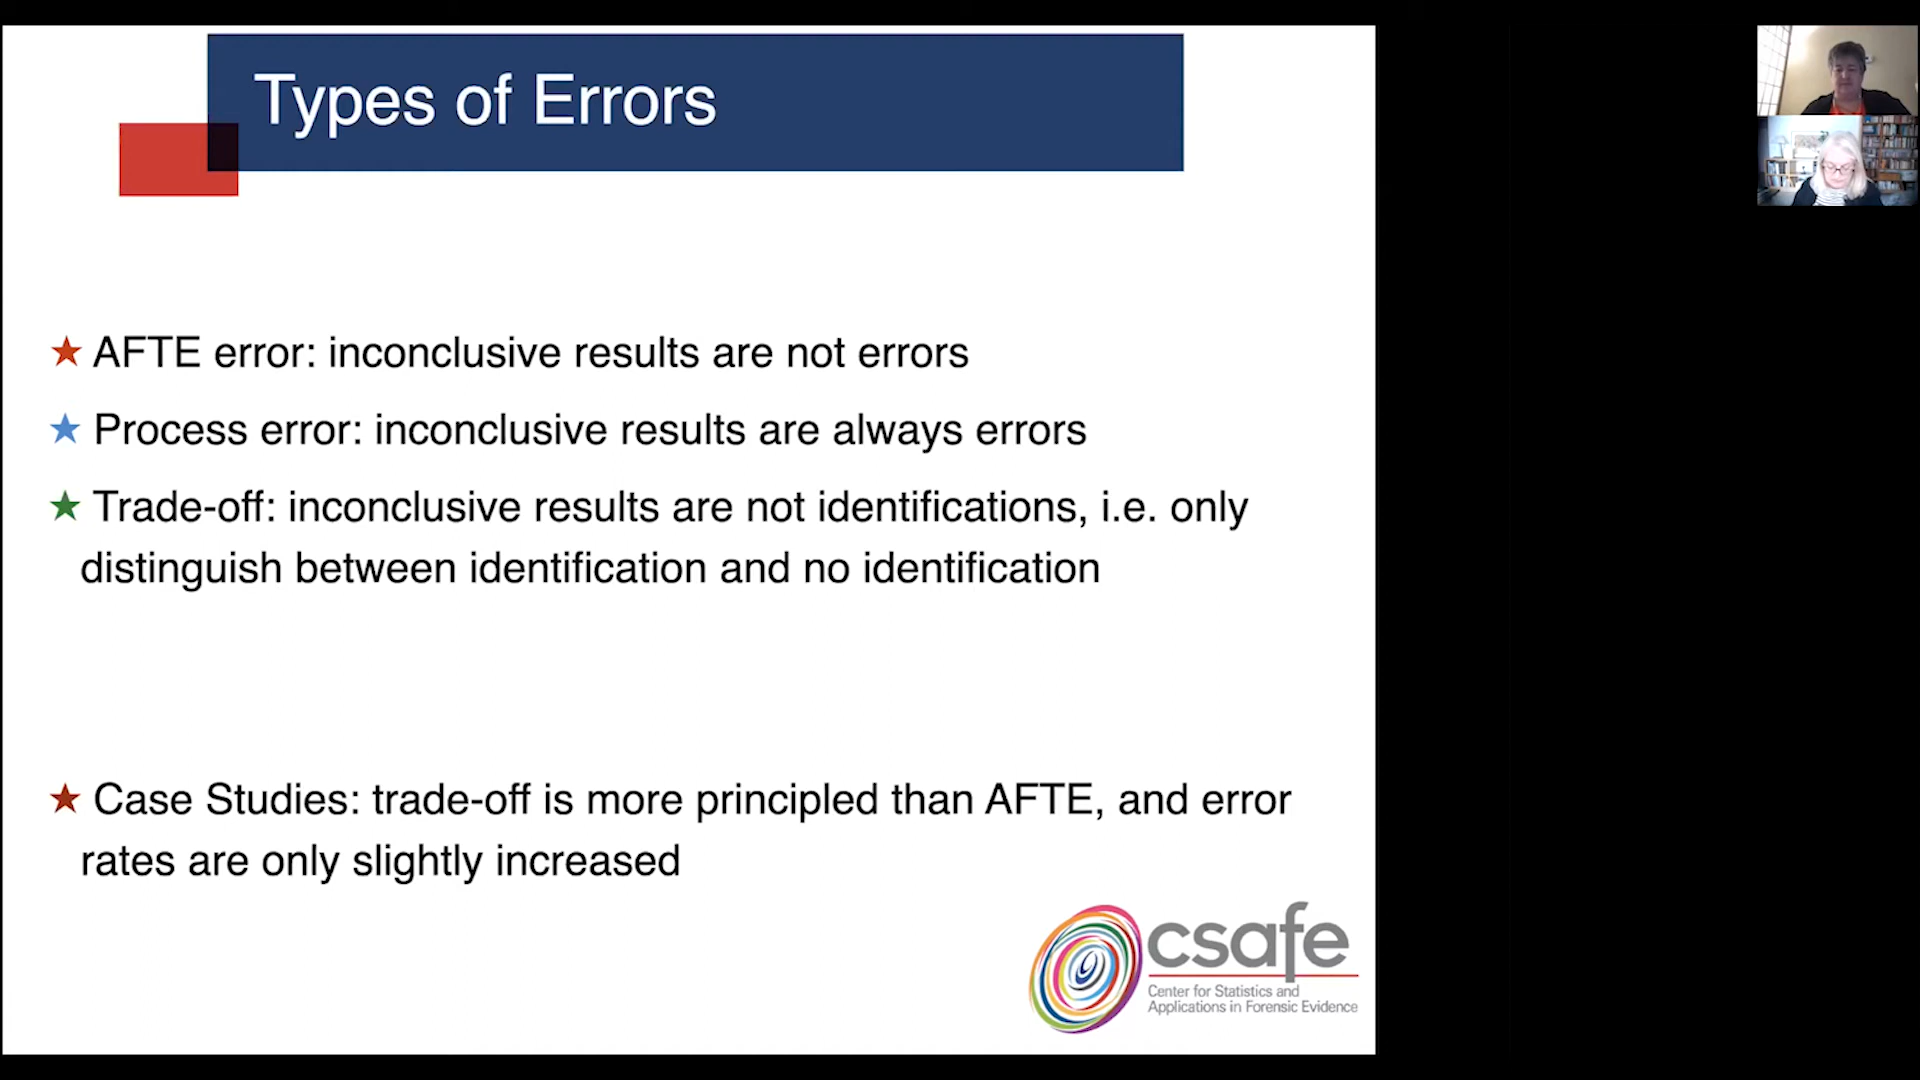 Types of Errors
★ AFTE error: inconclusive results are not errors
★ Process error: inconclusive results are always errors
★ Trade-off: inconclusive results are not identifications, i.e. only
distinguish between identification and no identification
★ Case Studies: trade-off is more principled than AFTE, and error
rates are only slightly increased
csafe
Center for Statistics and
Applications in Forensic Evidence